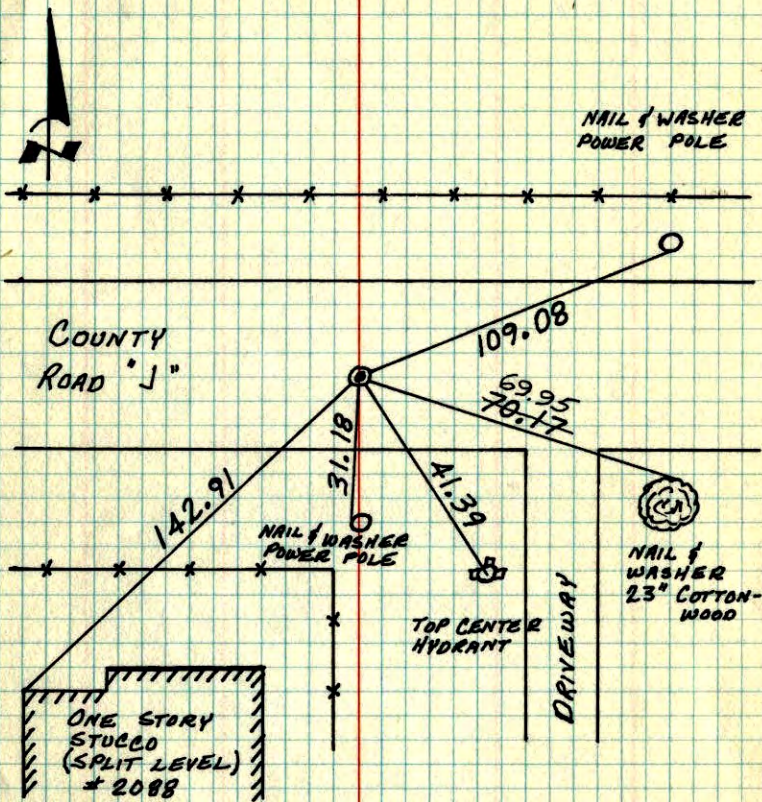 NAIL & WASHER
POWER POLE
COUNTY
ROAD "J"
109.08
69.95
70.17
31.18
41.39
142.91
NAIL & WASHER
POWER POLE
NAIL &
WASHER
23" COTTON-
WOOD
TOP CENTER
HYDRANT
DRIVEWAY
ONE STORY
STUCCO
(SPLIT LEVEL)
# 2088